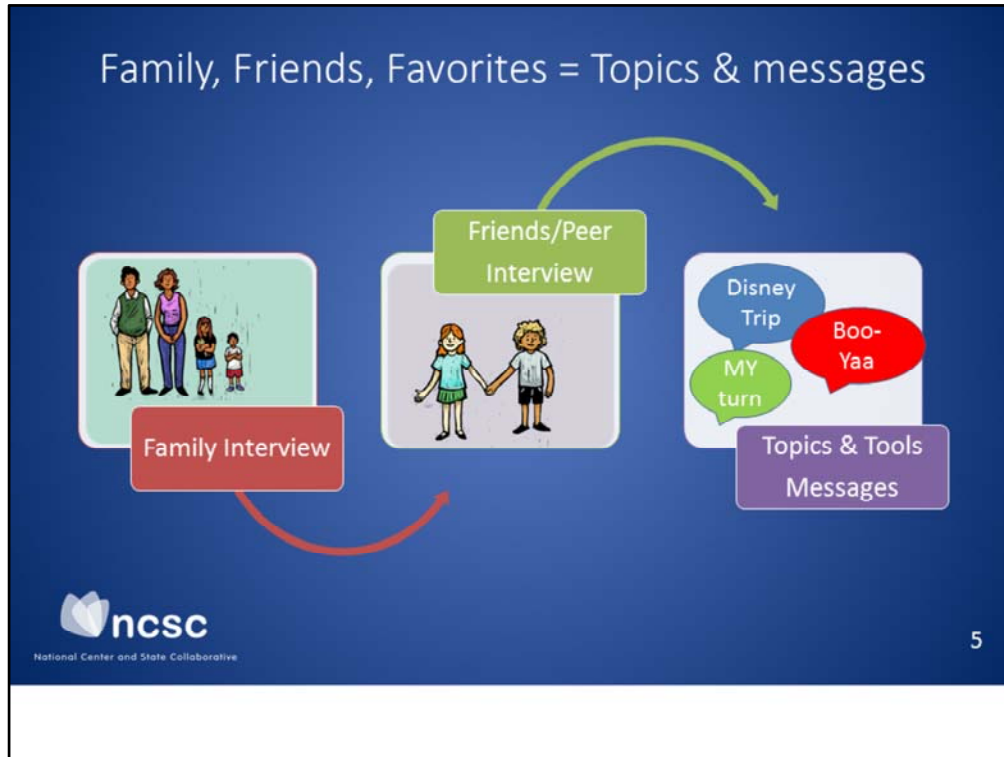 Family, Friends, Favorites = Topics & messages
Family Interview
Friends/Peer
Interview
Disney
Trip
Boo-
Yaa
MY
turn
Topics & Tools
Messages
ncsc
National Center and State Collaborative
5